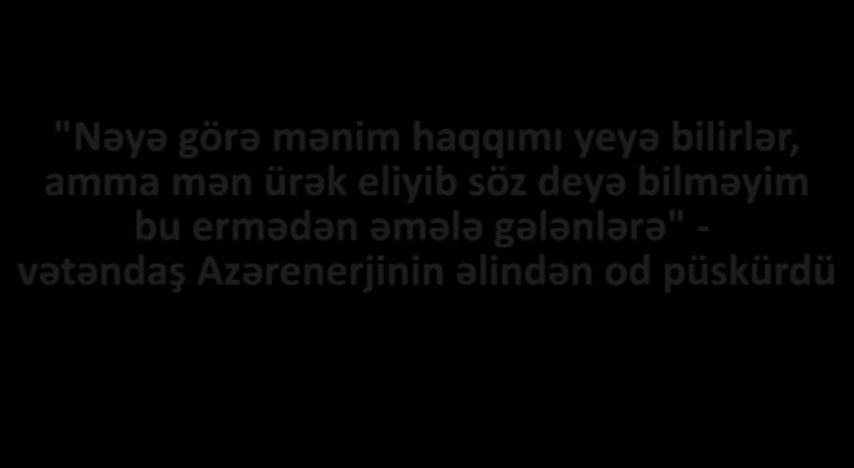 "Nəyə görə mənim haqqımı yeyə bilirlər,
amma mən ürək eliyib söz deyə bilməyim
bu ermədən əmələ gələnlərə" -
vətəndaş Azərenerjinin əlindən od püskürdü